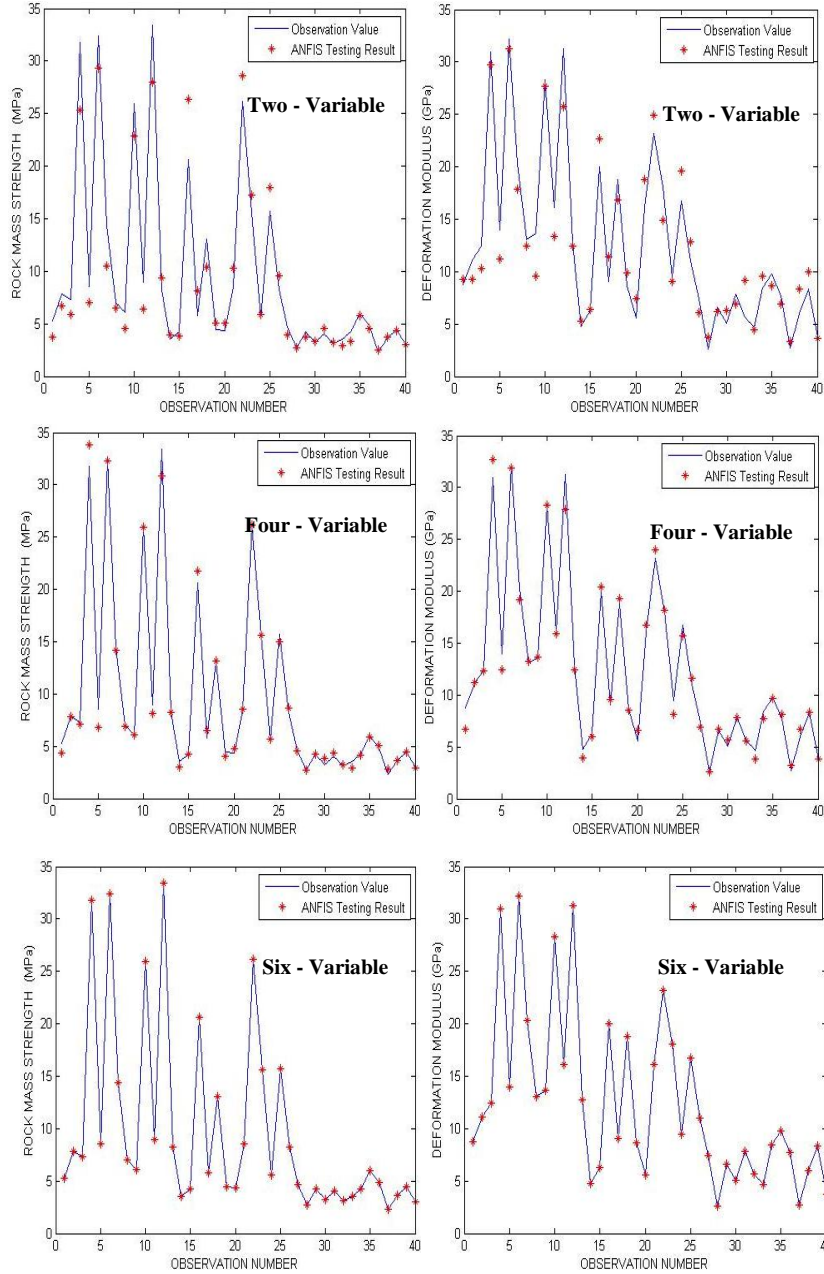 35
30
25
20
15
10
5
0
ROCK MASS STRENGTH (MPa)
Observation Value
ANFIS Testing Result
Two - Variable
0 5 10 15 20 25 30 35 40
OBSERVATION NUMBER
35
30
25
20
15
10
5
0
DEFORMATION MODULUS (GPa)
Observation Value
ANFIS Testing Result
Two - Variable
0 5 10 15 20 25 30 35 40
OBSERVATION NUMBER
35
30
25
20
15
10
5
0
ROCK MASS STRENGTH (MPa)
Observation Value
ANFIS Testing Result
Four - Variable
0 5 10 15 20 25 30 35 40
OBSERVATION NUMBER
35
30
25
20
15
10
5
0
DEFORMATION MODULUS (GPa)
Observation Value
ANFIS Testing Result
Four - Variable
0 5 10 15 20 25 30 35 40
OBSERVATION NUMBER
35
30
25
20
15
10
5
0
ROCK MASS STRENGTH (MPa)
Observation Value
ANFIS Testing Result
Six - Variable
0 5 10 15 20 25 30 35 40
OBSERVATION NUMBER
35
30
25
20
15
10
5
0
DEFORMATION MODULUS (GPa)
Observation Value
ANFIS Testing Result
Six - Variable
0 5 10 15 20 25 30 35 40
OBSERVATION NUMBER